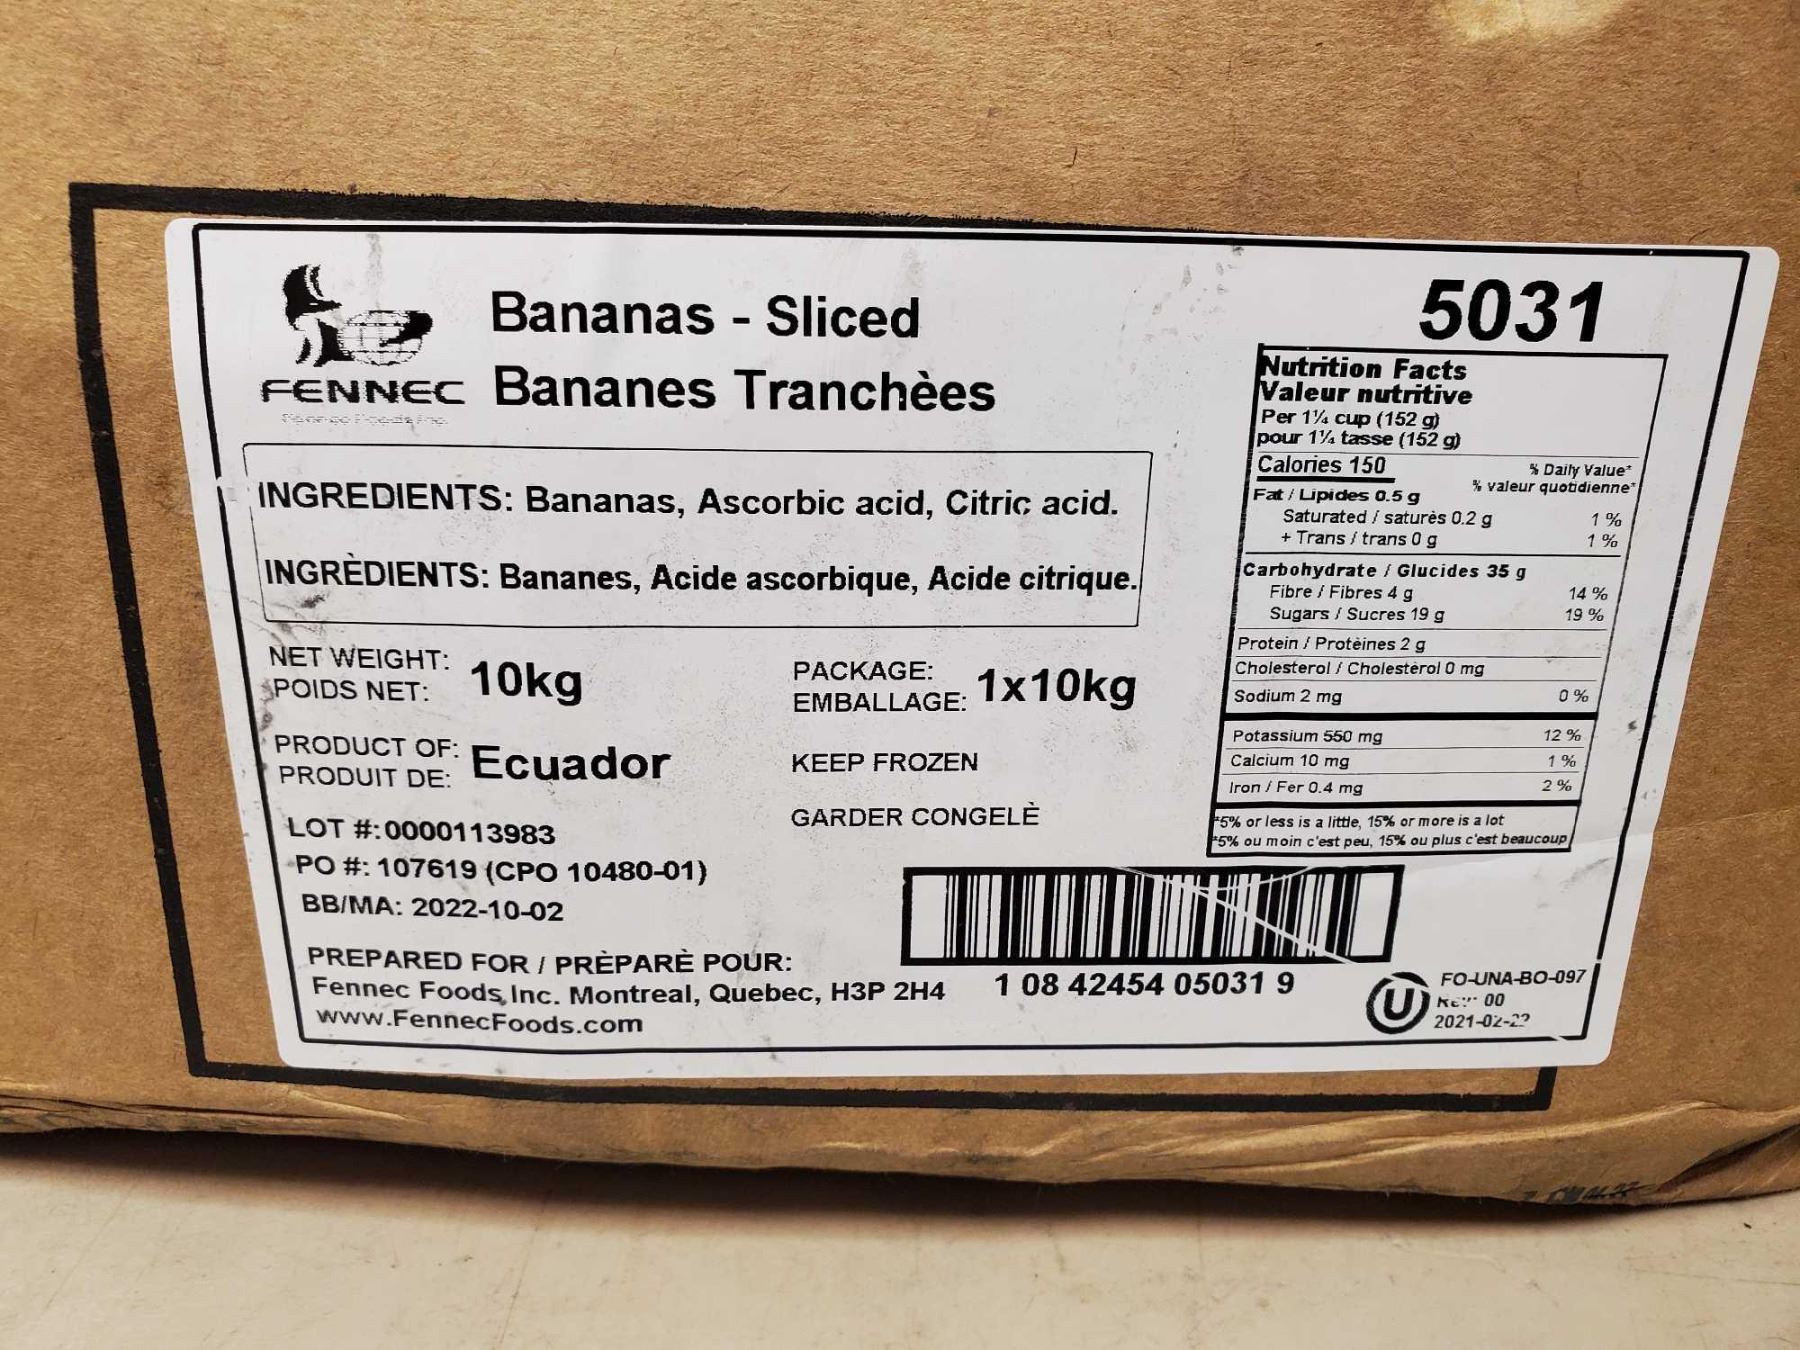 Bananas - Sliced
Bananes Tranchèes
FENNEC
5031
INGREDIENTS: Bananas, Ascorbic acid, Citric acid.
INGRÈDIENTS: Bananes, Acide ascorbique, Acide citrique.
NET WEIGHT:
POIDS NET:
10kg
PACKAGE:
EMBALLAGE:
1x10kg
PRODUCT OF:
PRODUIT DE:
Ecuador
KEEP FROZEN
GARDER CONGELÈ
LOT #:0000113983
PO #: 107619 (CPO 10480-01)
BB/MA: 2022-10-02
PREPARED FOR / PRÈPARÈ POUR:
Fennec Foods Inc. Montreal, Quebec, H3P 2H4
www.FennecFoods.com
Nutrition Facts
Valeur nutritive
Per 1¼ cup (152 g)
pour 1¼ tasse (152 g)
Calories 150
% Daily Value*
% valeur quotidienne*
Fat / Lipides 0.5 g
Saturated / saturès 0.2 g 1 %
+ Trans / trans 0 g 1 %
Carbohydrate / Glucides 35 g
Fibre / Fibres 4 g 14 %
Sugars / Sucres 19 g 19 %
Protein / Protèines 2 g
Cholesterol / Cholestèrol 0 mg
Sodium 2 mg 0 %
Potassium 550 mg 12 %
Calcium 10 mg 1 %
Iron / Fer 0.4 mg 2 %
*5% or less is a little, 15% or more is a lot
*5% ou moin c'est peu, 15% ou plus c'est beaucoup
1 08 42454 05031 9
U
FO-UNA-BO-097
00